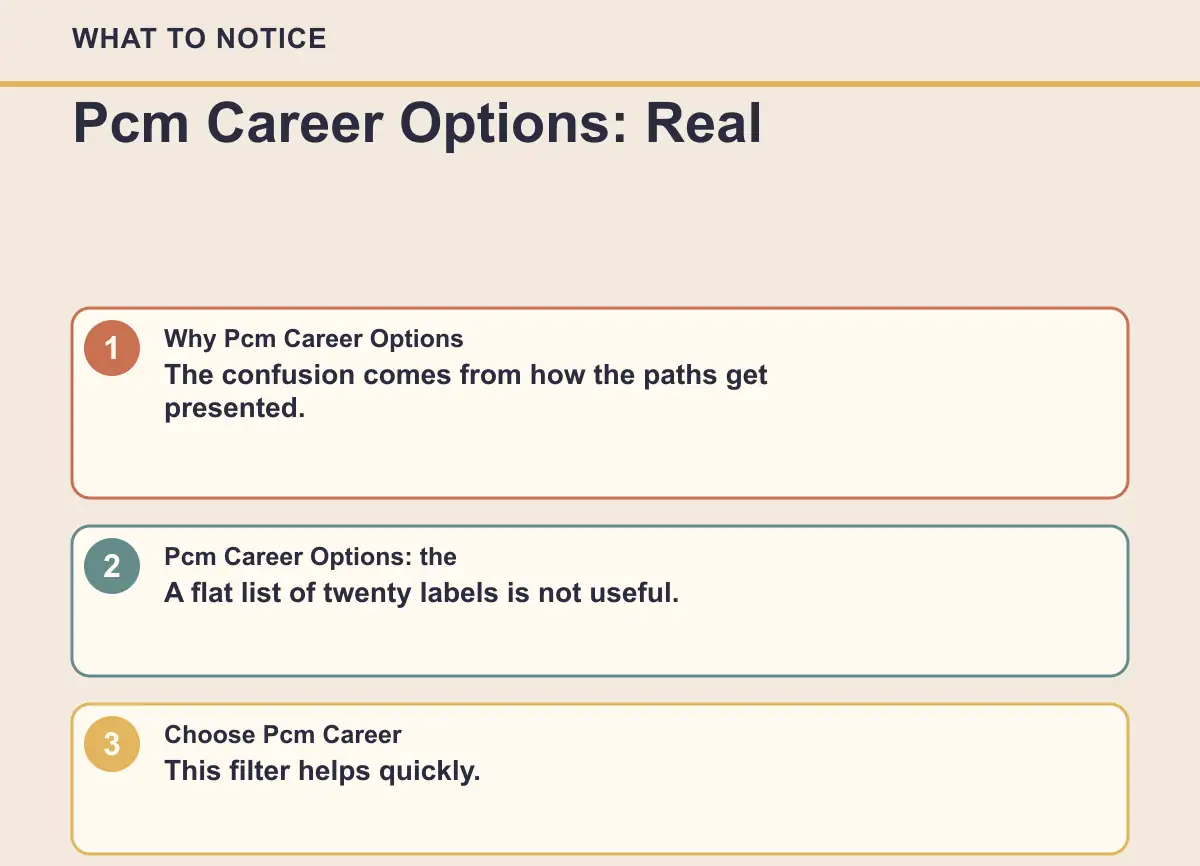 WHAT TO NOTICE
Pcm Career Options: Real
1
Why Pcm Career Options
The confusion comes from how the paths get
presented.
2
Pcm Career Options: the
A flat list of twenty labels is not useful.
3
Choose Pcm Career
This filter helps quickly.